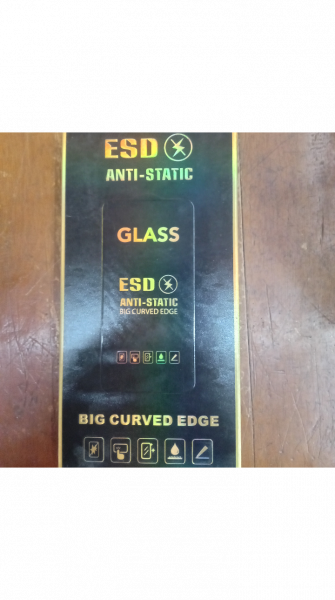 ESD
ANTI-STATIC
GLASS
ESD
ANTI-STATIC
BIG CURVED EDGE
BIG CURVED EDGE